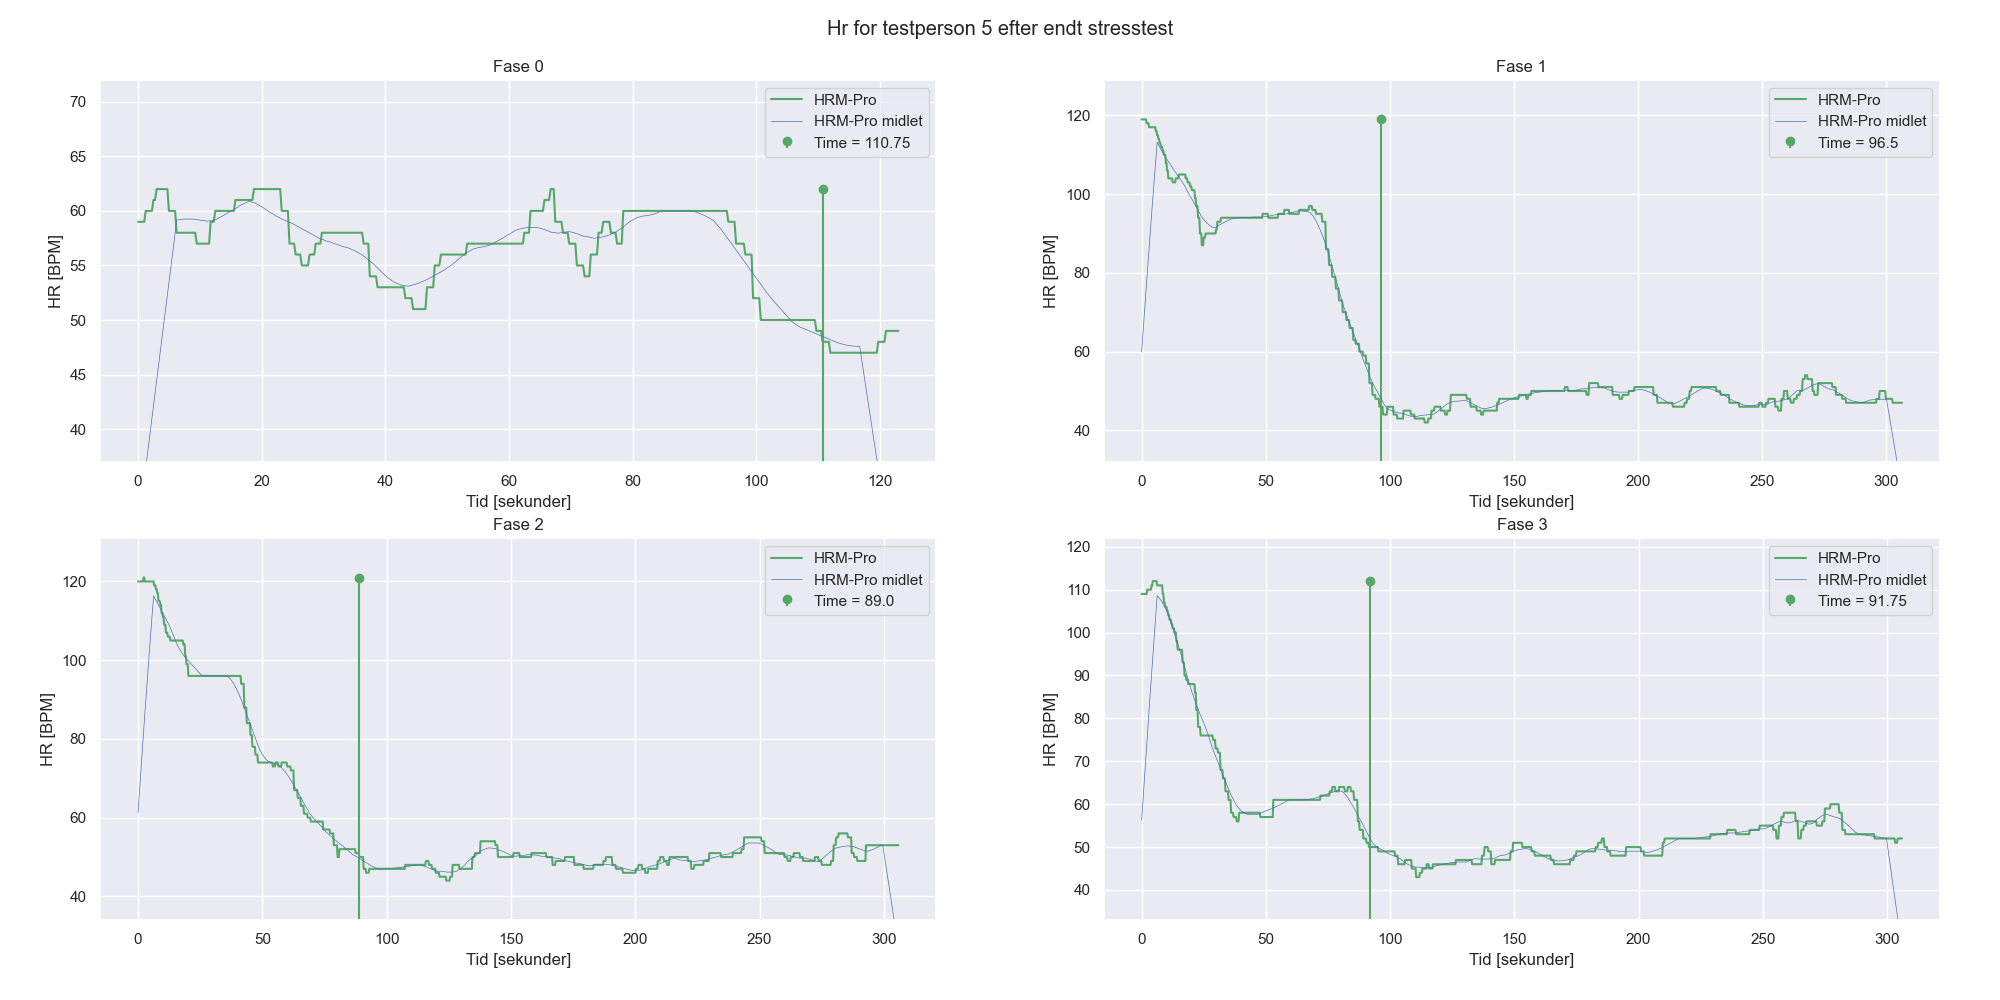 Hr for testperson 5 efter endt stresstest
Fase 0
70
65
60
55
50
45
40
HR [BPM]
HRM-Pro
HRM-Pro midlet
Time = 110.75
0 20 40 60 80 100 120
Tid [sekunder]
Fase 1
120
100
80
60
40
HR [BPM]
HRM-Pro
HRM-Pro midlet
Time = 96.5
0 50 100 150 200 250 300
Tid [sekunder]
Fase 2
120
100
80
60
40
HR [BPM]
HRM-Pro
HRM-Pro midlet
Time = 89.0
0 50 100 150 200 250 300
Tid [sekunder]
Fase 3
120
110
100
90
80
70
60
50
40
HR [BPM]
HRM-Pro
HRM-Pro midlet
Time = 91.75
0 50 100 150 200 250 300
Tid [sekunder]